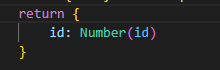 return {
    id: Number(id)
}